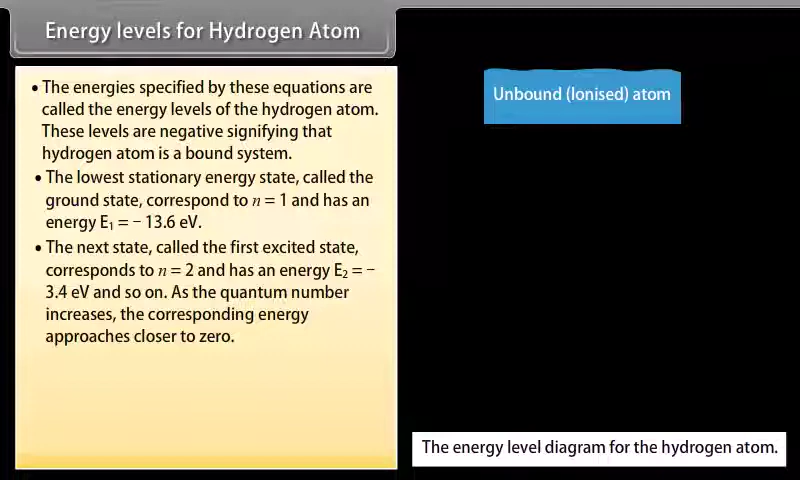 Energy levels for Hydrogen Atom
• The energies specified by these equations are
called the energy levels of the hydrogen atom.
These levels are negative signifying that
hydrogen atom is a bound system.
• The lowest stationary energy state, called the
ground state, correspond to n = 1 and has an
energy E₁ = − 13.6 eV.
• The next state, called the first excited state,
corresponds to n = 2 and has an energy E₂ = −
3.4 eV and so on. As the quantum number
increases, the corresponding energy
approaches closer to zero.
Unbound (Ionised) atom
The energy level diagram for the hydrogen atom.